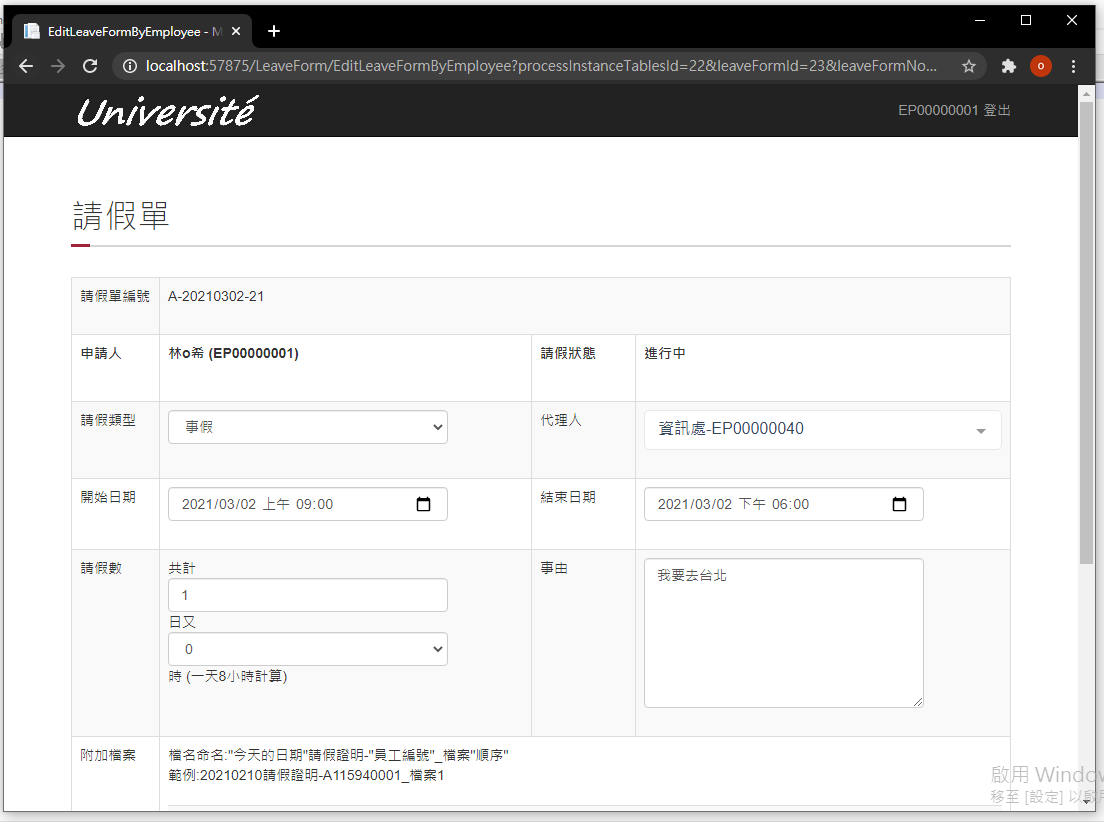 EditLeaveFormByEmployee - M
localhost:57875/LeaveForm/EditLeaveFormByEmployee?processInstanceTablesId=22&leaveFormId=23&leaveFormNo...
Université
EP00000001 登出
請假單
請假單編號 A-20210302-21
申請人 林o希 (EP00000001) 請假狀態 進行中
請假類型 事假 代理人 資訊處-EP00000040
開始日期 2021/03/02 上午 09:00 結束日期 2021/03/02 下午 06:00
請假數 共計 事由 我要去台北
1
日又
0
時 (一天8小時計算)
附加檔案 檔名命名:"今天的日期"請假證明-"員工編號"_檔案"順序"
範例:20210210請假證明-A115940001_檔案1
啟用 Windows
移至 [設定] 以啟用